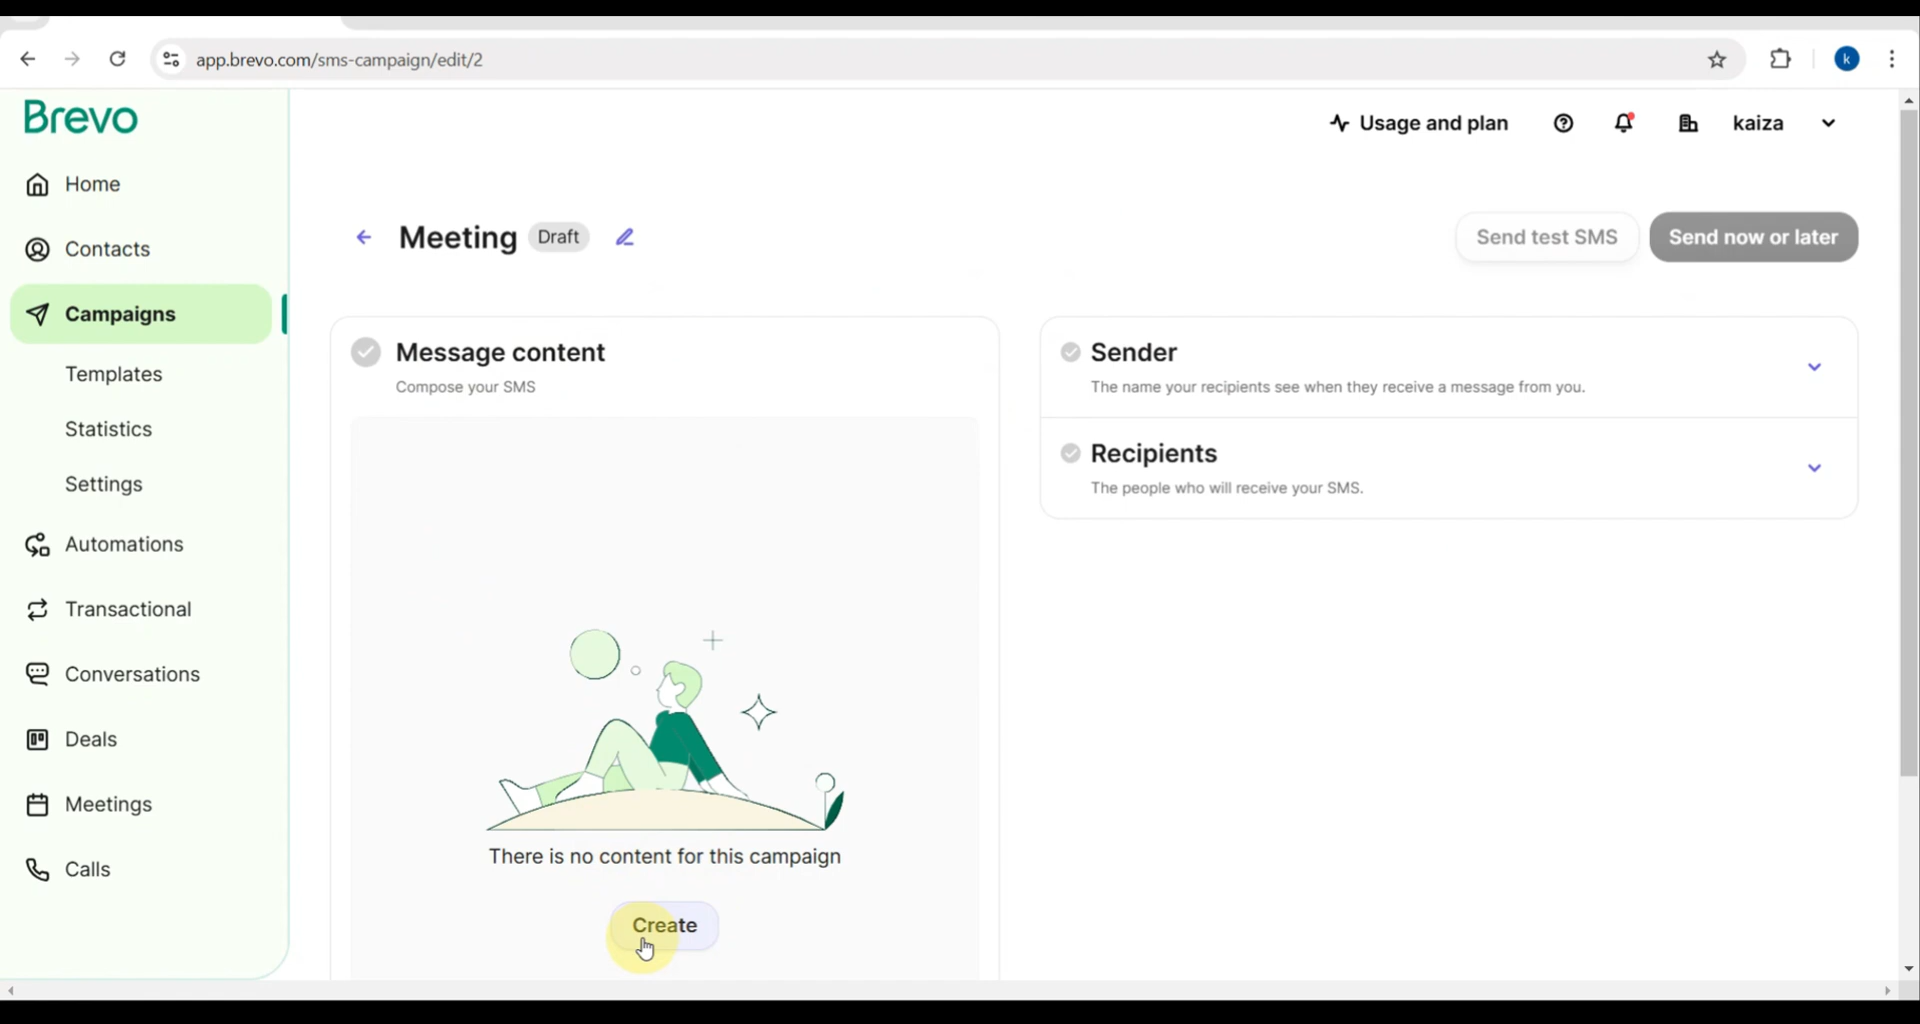 app.brevo.com/sms-campaign/edit/2
k
Brevo
Usage and plan
kaiza
Home
Contacts
Campaigns
Templates
Statistics
Settings
Automations
Transactional
Conversations
Deals
Meetings
Calls
Meeting Draft
Send test SMS
Send now or later
Message content
Compose your SMS
There is no content for this campaign
Create
Sender
The name your recipients see when they receive a message from you.
Recipients
The people who will receive your SMS.